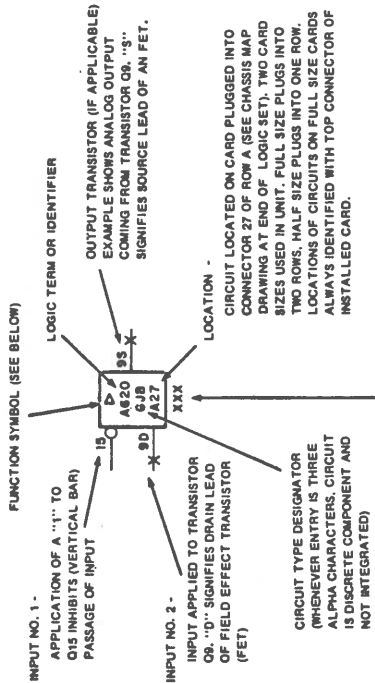 FUNCTION SYMBOL (SEE BELOW)
INPUT NO. 1 -
APPLICATION OF A "1" TO
Q15 INHIBITS (VERTICAL BAR)
PASSAGE OF INPUT
LOGIC TERM OR IDENTIFIER
OUTPUT TRANSISTOR (IF APPLICABLE)
EXAMPLE SHOWS ANALOG OUTPUT
COMING FROM TRANSISTOR Q9. "S"
SIGNIFIES SOURCE LEAD OF AN FET.
15
A620
9S
GJB
9D
A27
XXX
INPUT NO. 2 -
INPUT APPLIED TO TRANSISTOR
Q9. "D" SIGNIFIES DRAIN LEAD
OF FIELD EFFECT TRANSISTOR
(FET)
LOCATION -
CIRCUIT LOCATED ON CARD PLUGGED INTO
CONNECTOR 27 OF ROW A (SEE CHASSIS MAP
DRAWING AT END OF LOGIC SET). TWO CARD
SIZES USED IN UNIT. FULL SIZE PLUGS INTO
TWO ROWS. HALF SIZE PLUGS INTO ONE ROW.
LOCATIONS OF CIRCUITS ON FULL SIZE CARDS
ALWAYS IDENTIFIED WITH TOP CONNECTOR OF
INSTALLED CARD.
CIRCUIT TYPE DESIGNATOR
(WHENEVER ENTRY IS THREE
ALPHA CHARACTERS, CIRCUIT
IS DISCRETE COMPONENT AND
NOT INTEGRATED)